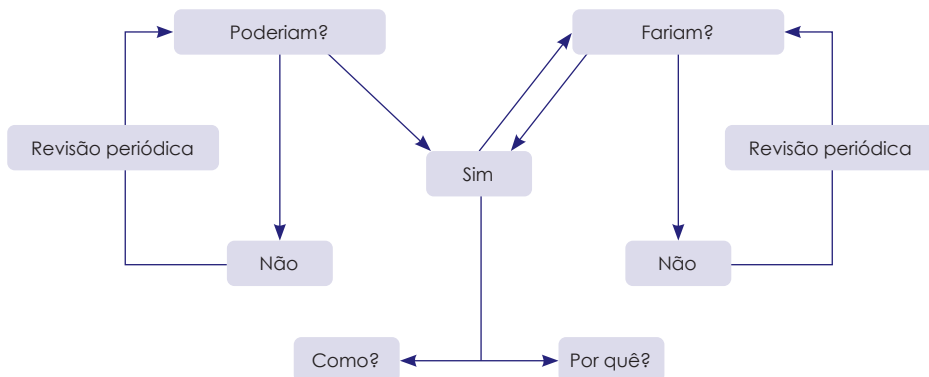 Poderiam?
Fariam?
Revisão periódica
Revisão periódica
Sim
Não
Não
Como?
Por quê?